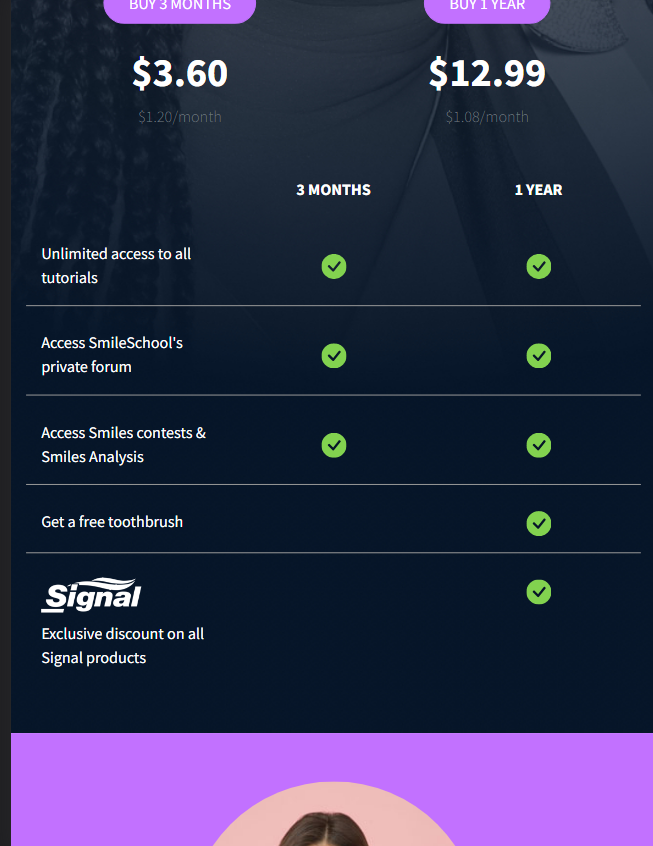 BUY 3 MONTHS
BUY 1 YEAR
$3.60
$12.99
$1.20/month
$1.08/month
3 MONTHS
1 YEAR
Unlimited access to all
tutorials
Access SmileSchool's
private forum
Access Smiles contests &
Smiles Analysis
Get a free toothbrush
Signal
Exclusive discount on all
Signal products